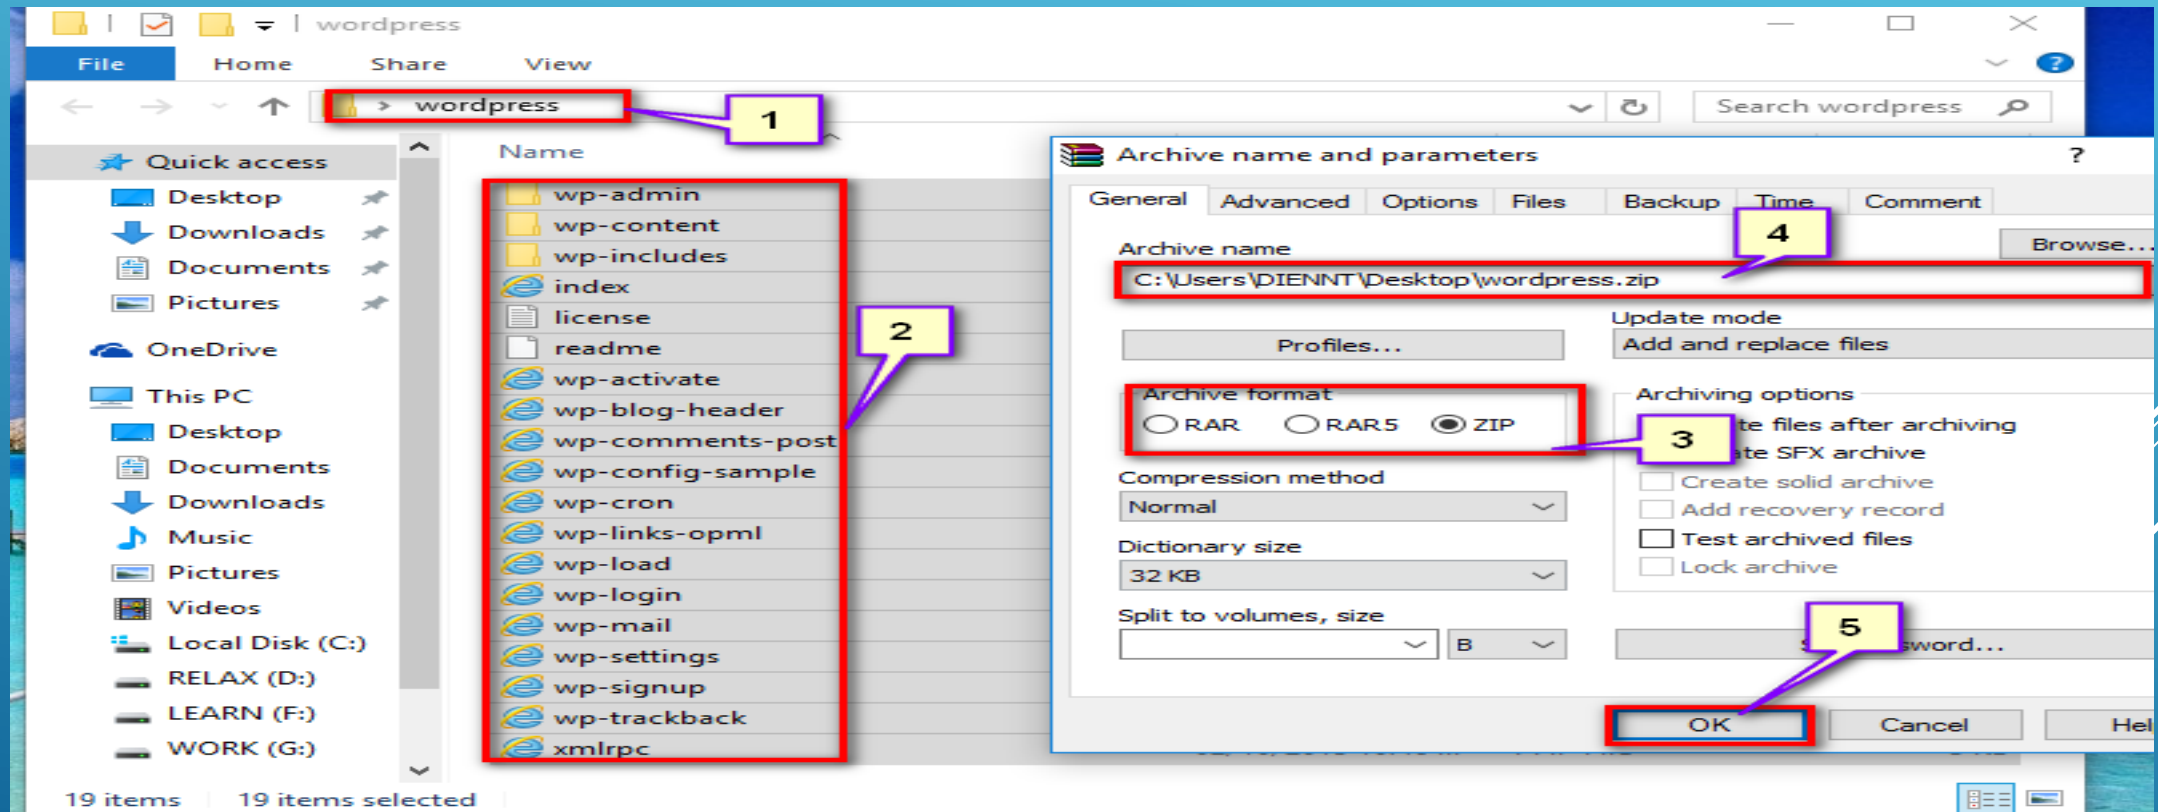 wordpress
File Home Share View
> wordpress
Search wordpress
1
Quick access
Desktop
Downloads
Documents
Pictures
OneDrive
This PC
Desktop
Documents
Downloads
Music
Pictures
Videos
Local Disk (C:)
RELAX (D:)
LEARN (F:)
WORK (G:)
Name
wp-admin
wp-content
wp-includes
index
license
readme
wp-activate
wp-blog-header
wp-comments-post
wp-config-sample
wp-cron
wp-links-opml
wp-load
wp-login
wp-mail
wp-settings
wp-signup
wp-trackback
xmlrpc
2
Archive name and parameters ?
General Advanced Options Files Backup Time Comment
4
Archive name
Browse...
C:\Users\DIENNT\Desktop\wordpress.zip
Profiles...
Update mode
Add and replace files
Archive format
RAR RAR5 ZIP
3
Compression method
Normal
Dictionary size
32 KB
Split to volumes, size
B
Archiving options
files after archiving
SFX archive
Create solid archive
Add recovery record
Test archived files
Lock archive
5
OK
Cancel
19 items 19 items selected